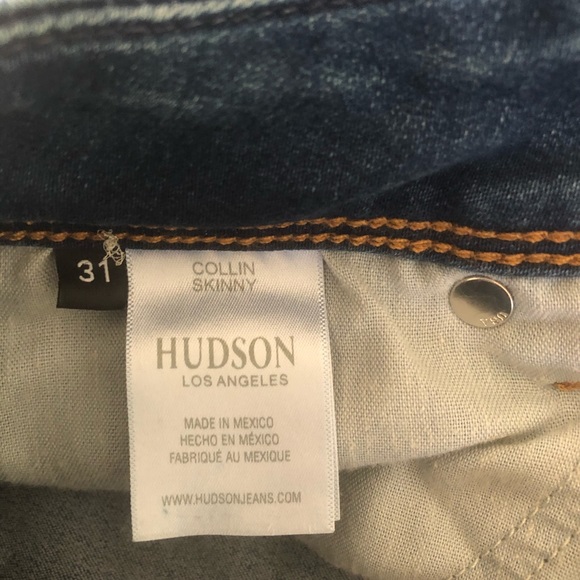 31
COLLIN
SKINNY
HUDSON
LOS ANGELES
MADE IN MEXICO
HECHO EN MÉXICO
FABRIQUÉ AU MEXIQUE
WWW.HUDSONJEANS.COM